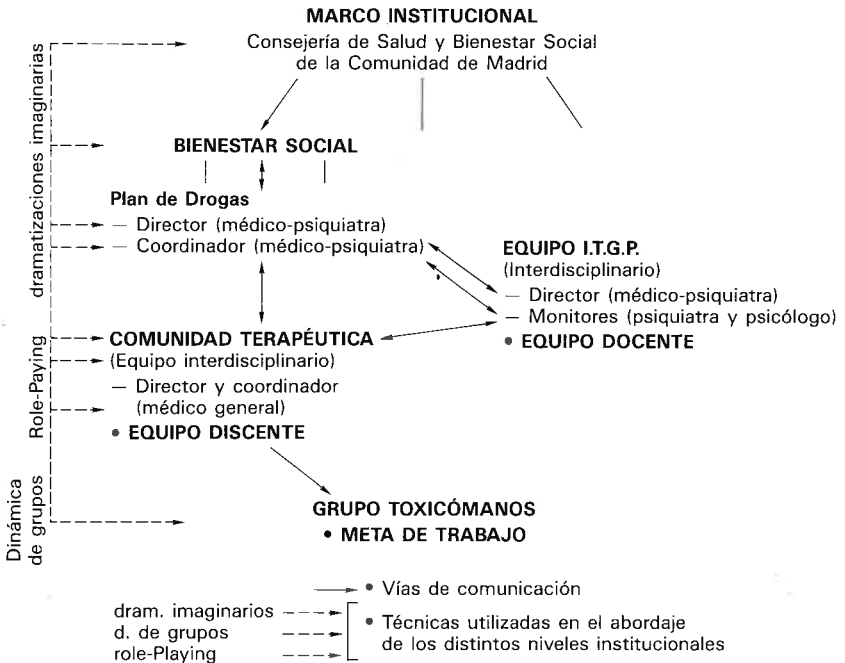 MARCO INSTITUCIONAL
Consejería de Salud y Bienestar Social
de la Comunidad de Madrid
dramatizaciones imaginarias
BIENESTAR SOCIAL
Plan de Drogas
— Director (médico-psiquiatra)
— Coordinador (médico-psiquiatra)
EQUIPO I.T.G.P.
(Interdisciplinario)
— Director (médico-psiquiatra)
— Monitores (psiquiatra y psicólogo)
• EQUIPO DOCENTE
Role-Paying
COMUNIDAD TERAPÉUTICA
(Equipo interdisciplinario)
— Director y coordinador
(médico general)
• EQUIPO DISCENTE
Dinámica
de grupos
GRUPO TOXICÓMANOS
• META DE TRABAJO
• Vías de comunicación
dram. imaginarios
d. de grupos
role-Playing
• Técnicas utilizadas en el abordaje
de los distintos niveles institucionales